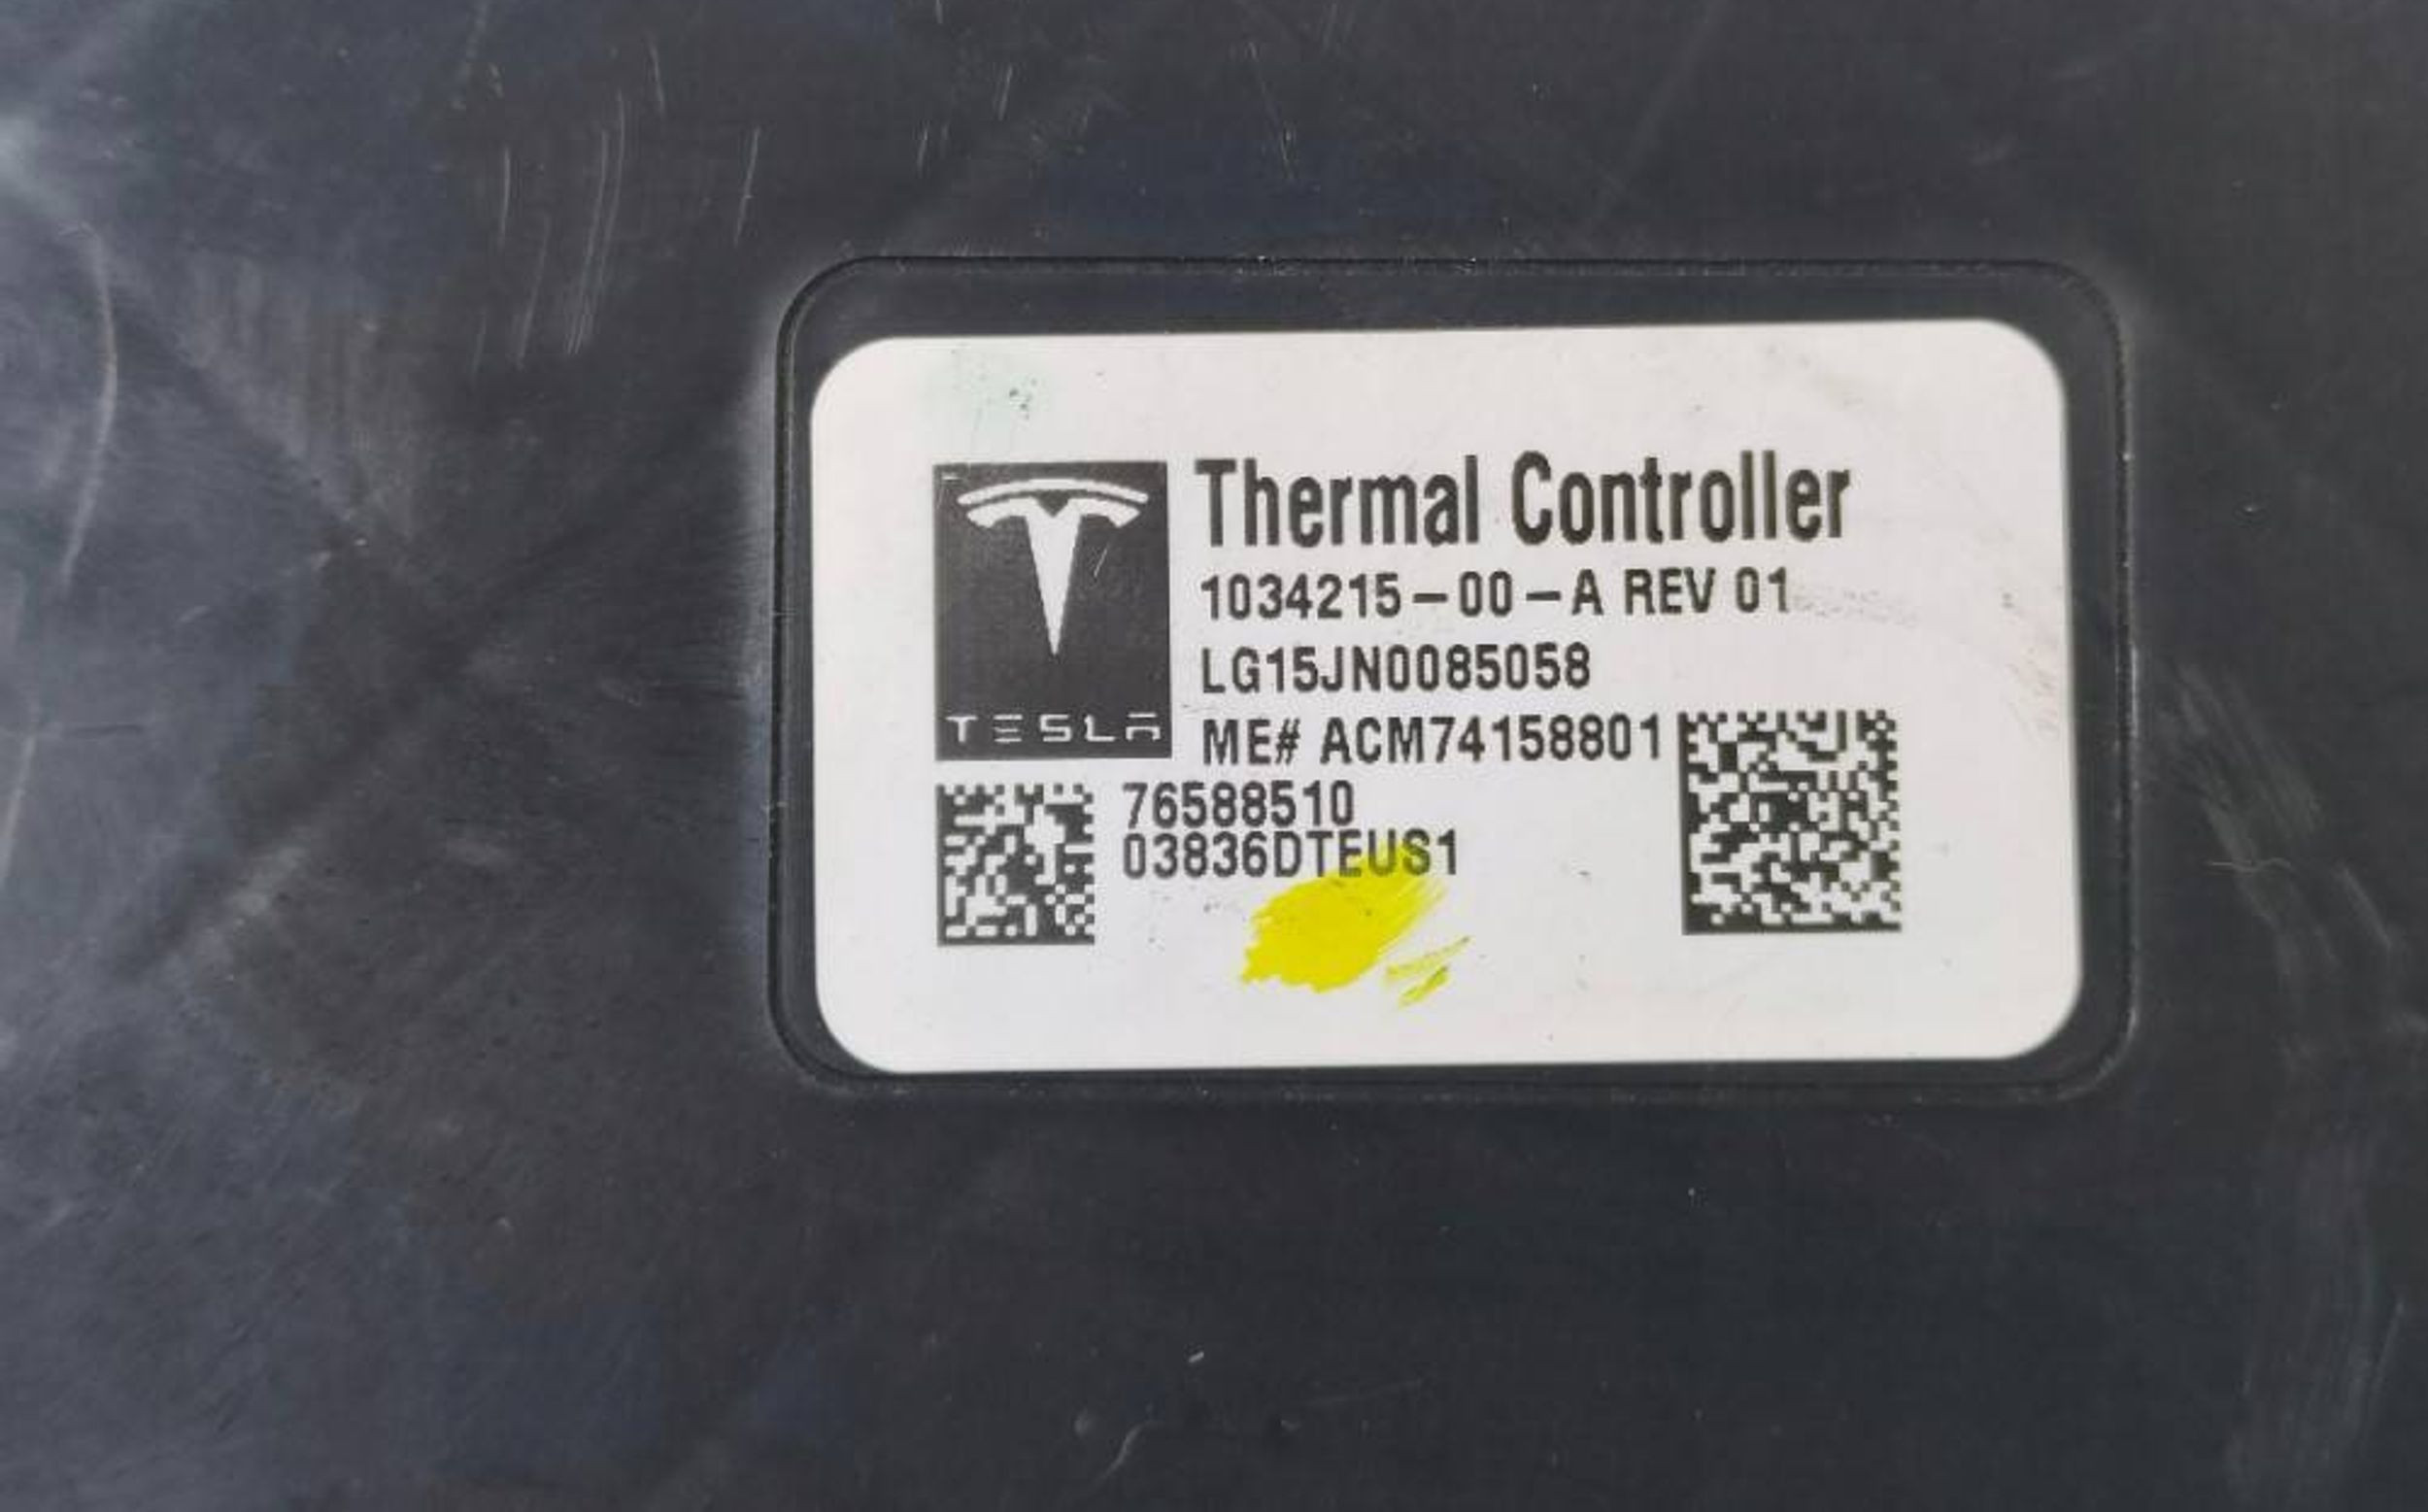 Thermal Controller
1034215-00-A REV 01
LG15JN0085058
TESLA
ME# ACM74158801
76588510
03836DTEUS1